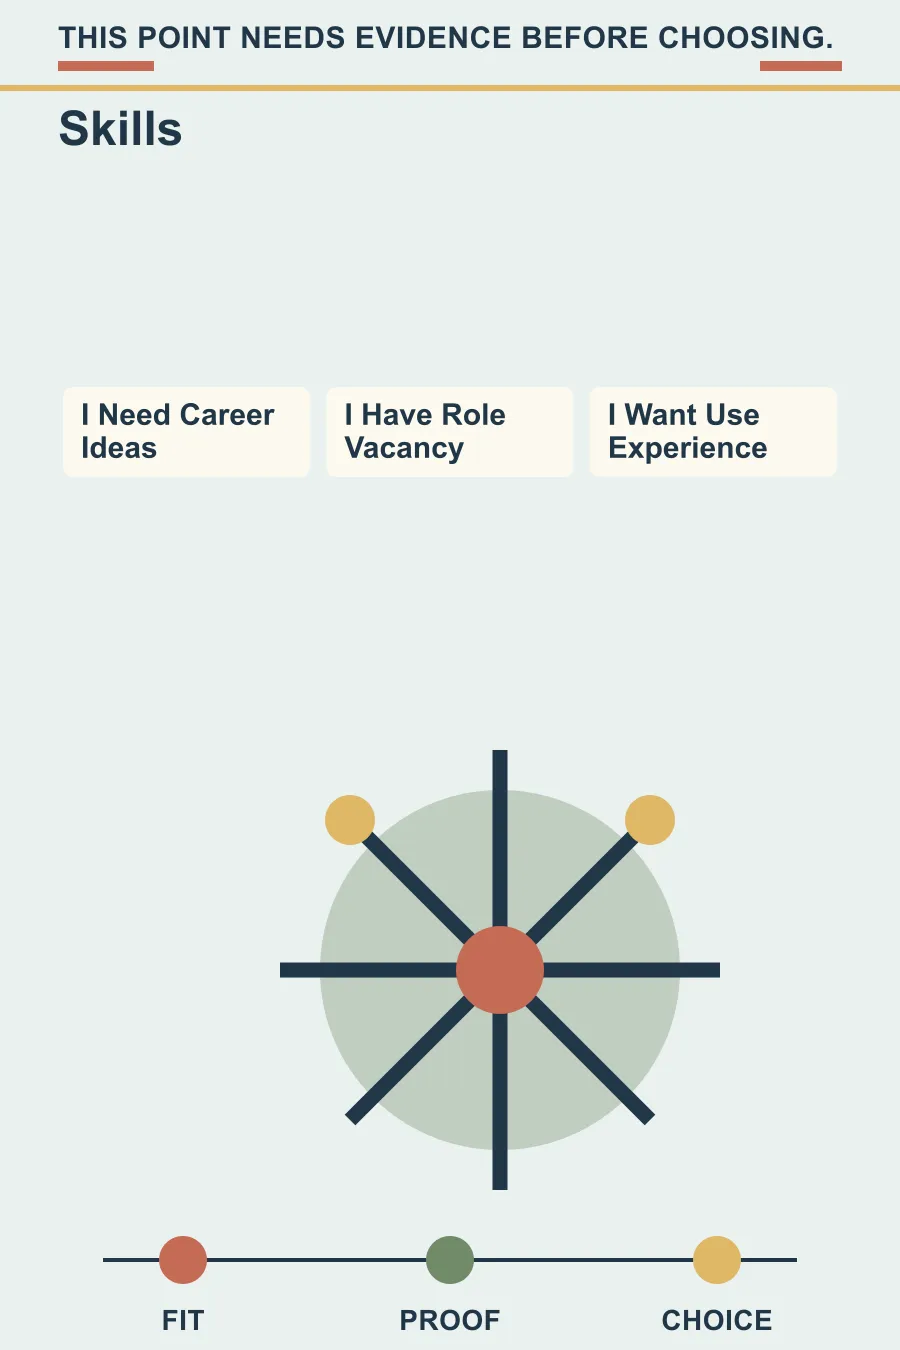 THIS POINT NEEDS EVIDENCE BEFORE CHOOSING.
Skills
I Need Career
Ideas
I Have Role
Vacancy
I Want Use
Experience
FIT
PROOF
CHOICE